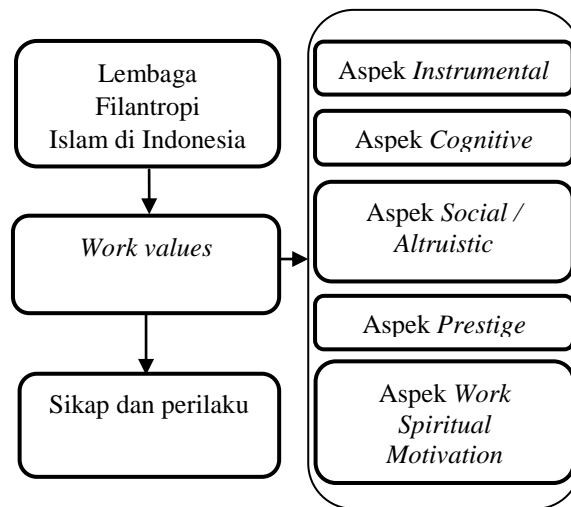 Lembaga
Filantropi
Islam di Indonesia
Work values
Sikap dan perilaku
Aspek Instrumental
Aspek Cognitive
Aspek Social /
Altruistic
Aspek Prestige
Aspek Work
Spiritual
Motivation